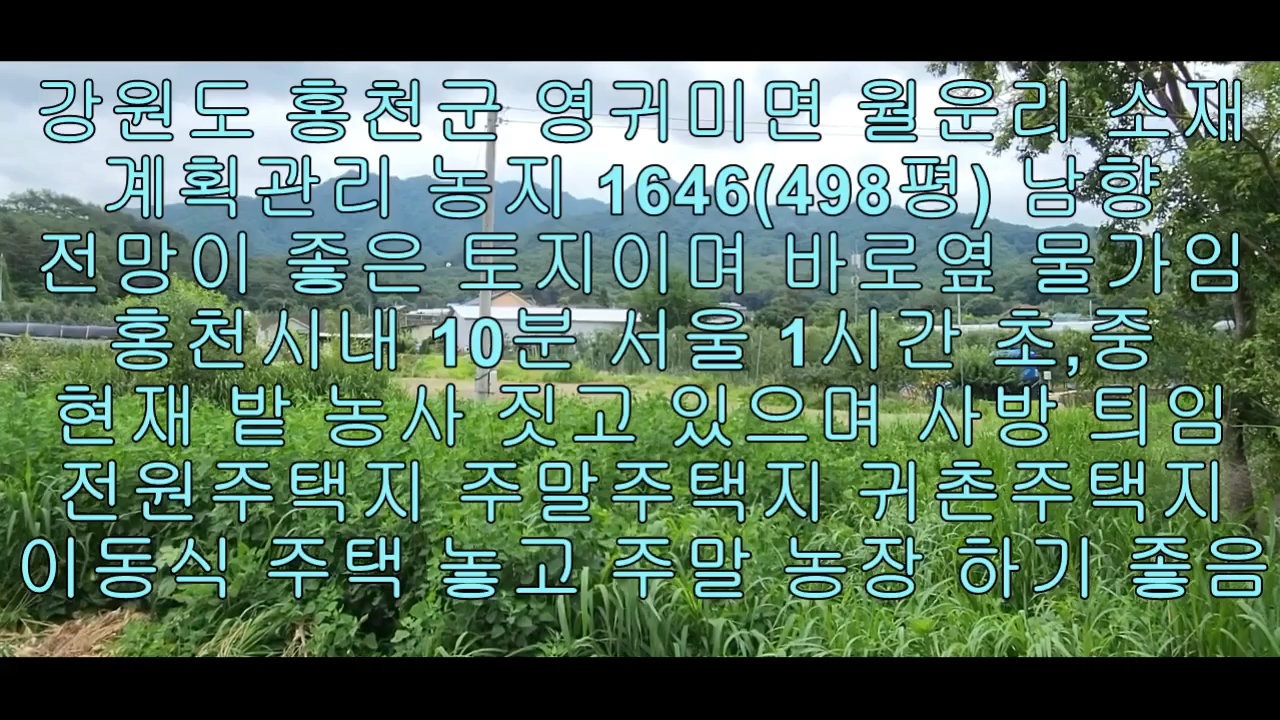 강원도 홍천군 영귀미면 월운리 소재
계획관리 농지 1646(498평) 남향
전망이 좋은 토지이며 바로옆 물가임
홍천시내 10분 서울 1시간 초,중
현재 밭 농사 짓고 있으며 사방 틔임
전원주택지 주말주택지 귀촌주택지
이동식 주택 놓고 주말 농장 하기 좋음